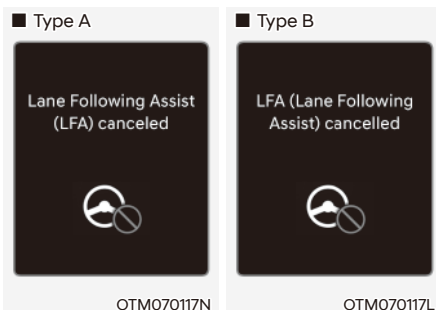 ■ Type A
Lane Following Assist
(LFA) canceled
OTM070117N
■ Type B
LFA (Lane Following
Assist) cancelled
OTM070117L